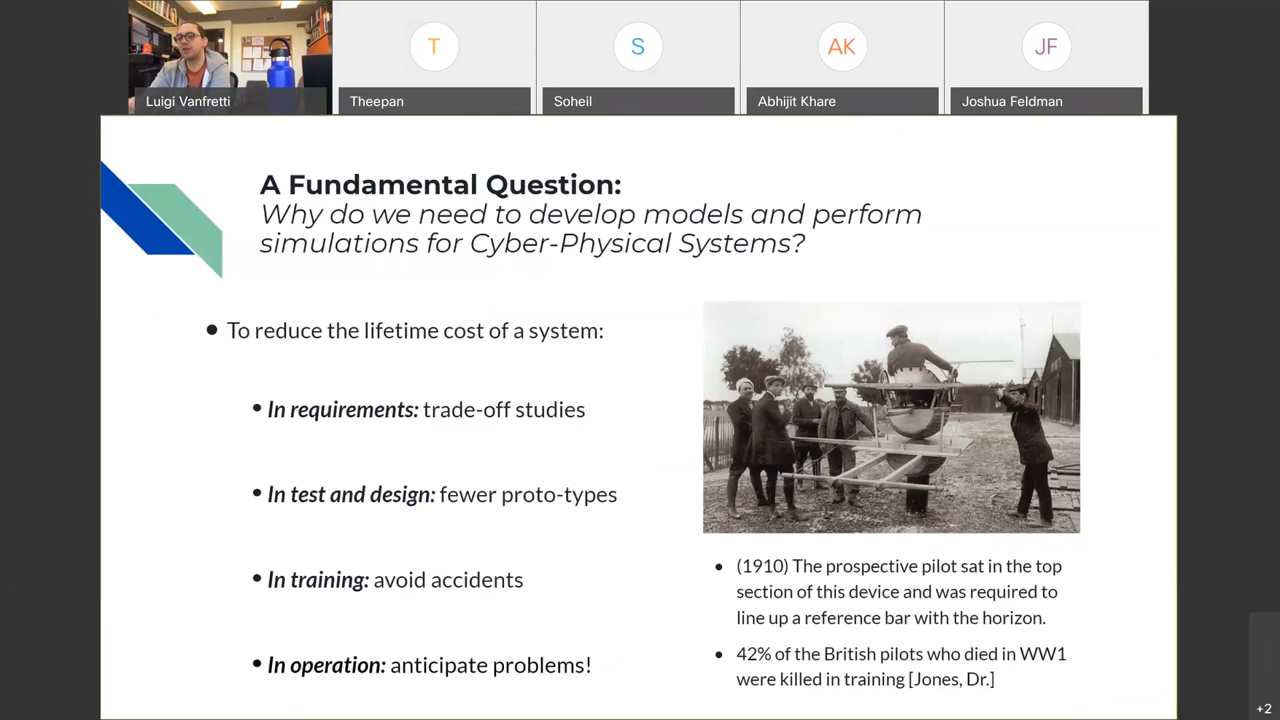 T
S
AK
JF
Luigi Vanfretti
Theepan
Soheil
Abhijit Khare
Joshua Feldman
A Fundamental Question:
Why do we need to develop models and perform
simulations for Cyber-Physical Systems?
• To reduce the lifetime cost of a system:
• In requirements: trade-off studies
• In test and design: fewer proto-types
• In training: avoid accidents
• In operation: anticipate problems!
• (1910) The prospective pilot sat in the top
section of this device and was required to
line up a reference bar with the horizon.
• 42% of the British pilots who died in WW1
were killed in training [Jones, Dr.]
+2